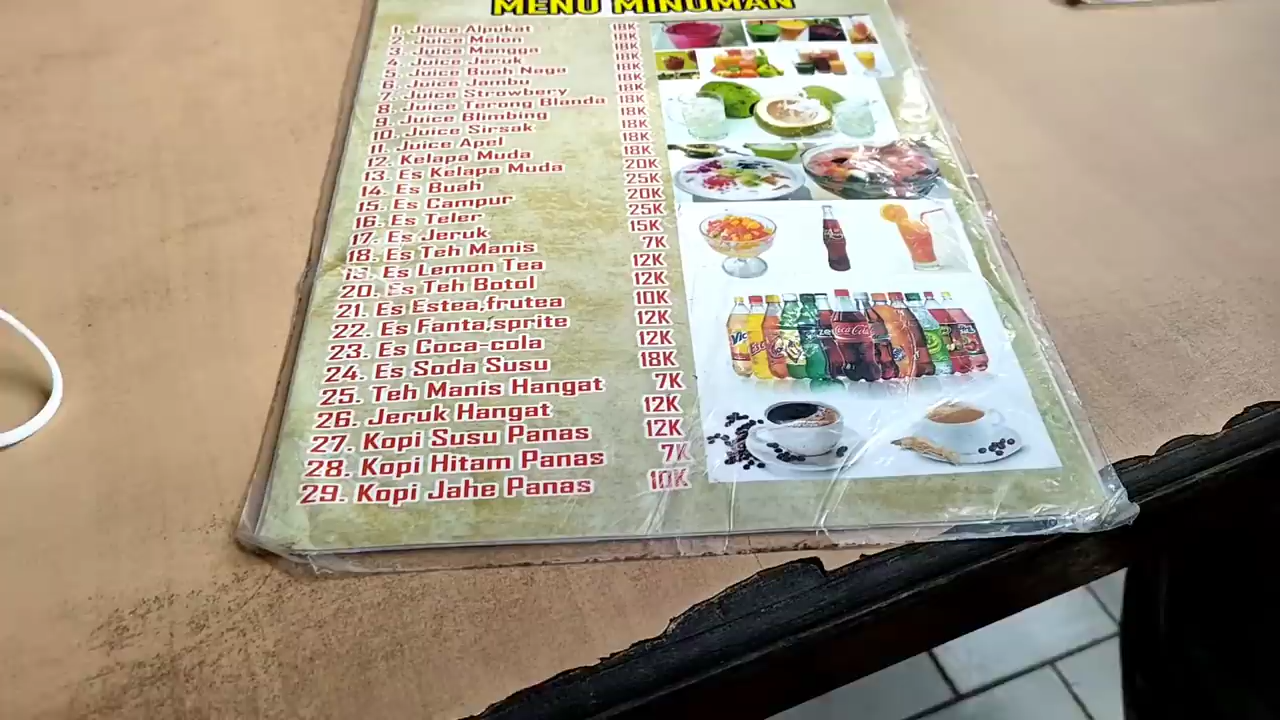 MENU MINUMAN
1. Juice Alpukat 18K
2. Juice Melon 18K
3. Juice Mangga 18K
4. Juice Jeruk 18K
5. Juice Buah Naga 18K
6. Juice Jambu 18K
7. Juice Strowbery 18K
8. Juice Terong Blanda 18K
9. Juice Blimbing 18K
10. Juice Sirsak 18K
11. Juice Apel 18K
12. Kelapa Muda 18K
13. Es Kelapa Muda 20K
14. Es Buah 25K
15. Es Campur 20K
16. Es Teler 25K
17. Es Jeruk 15K
18. Es Teh Manis 7K
19. Es Lemon Tea 12K
20. Es Teh Botol 12K
21. Es Estea,frutea 10K
22. Es Fanta,sprite 12K
23. Es Coca-cola 12K
24. Es Soda Susu 18K
25. Teh Manis Hangat 7K
26. Jeruk Hangat 12K
27. Kopi Susu Panas 12K
28. Kopi Hitam Panas 7K
29. Kopi Jahe Panas 10K
Coca-Cola